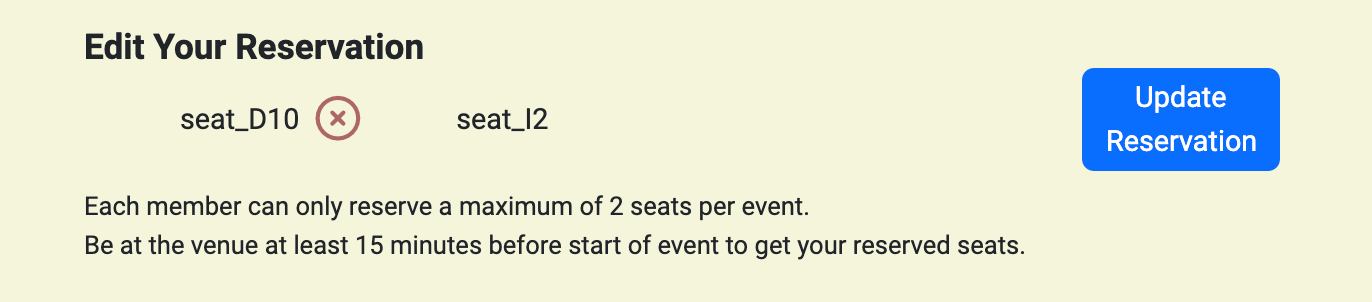 Edit Your Reservation
seat_D10 seat_I2
Update
Reservation
Each member can only reserve a maximum of 2 seats per event.
Be at the venue at least 15 minutes before start of event to get your reserved seats.